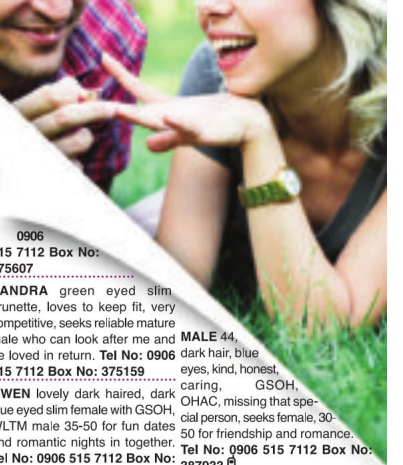 0906
15 7112 Box No:
75607
ANDRA green eyed slim
runette, loves to keep fit, very
ompetitive, seeks reliable mature
ale who can look after me and
e loved in return. Tel No: 0906
15 7112 Box No: 375159
WEN lovely dark haired, dark
ue eyed slim female with GSOH,
WLTM male 35-50 for fun dates
nd romantic nights in together.
el No: 0906 515 7112 Box No:
MALE 44,
dark hair, blue
eyes, kind, honest,
caring, GSOH,
OHAC, missing that spe-
cial person, seeks female, 30-
50 for friendship and romance.
Tel No: 0906 515 7112 Box No: